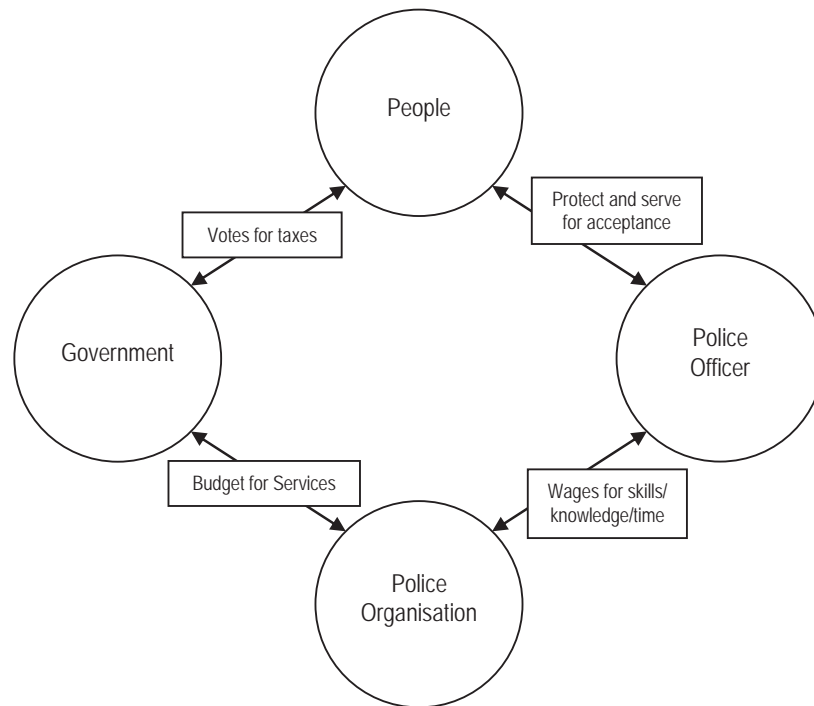 People
Votes for taxes
Protect and serve
for acceptance
Government
Police
Officer
Budget for Services
Wages for skills/
knowledge/time
Police
Organisation